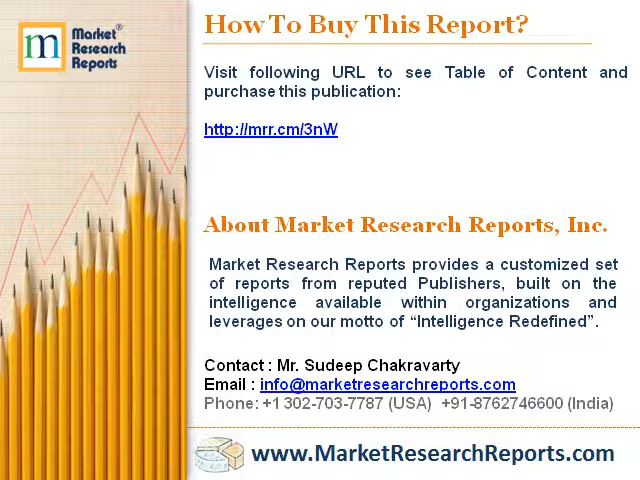 m
Market®
Research
Reports
How To Buy This Report?
Visit following URL to see Table of Content and
purchase this publication:
http://mrr.cm/3nW
About Market Research Reports, Inc.
Market Research Reports provides a customized set
of reports from reputed Publishers, built on the
intelligence available within organizations and
leverages on our motto of “Intelligence Redefined”.
Contact : Mr. Sudeep Chakravarty
Email : info@marketresearchreports.com
Phone: +1 302-703-7787 (USA)  +91-8762746600 (India)
www.MarketResearchReports.com